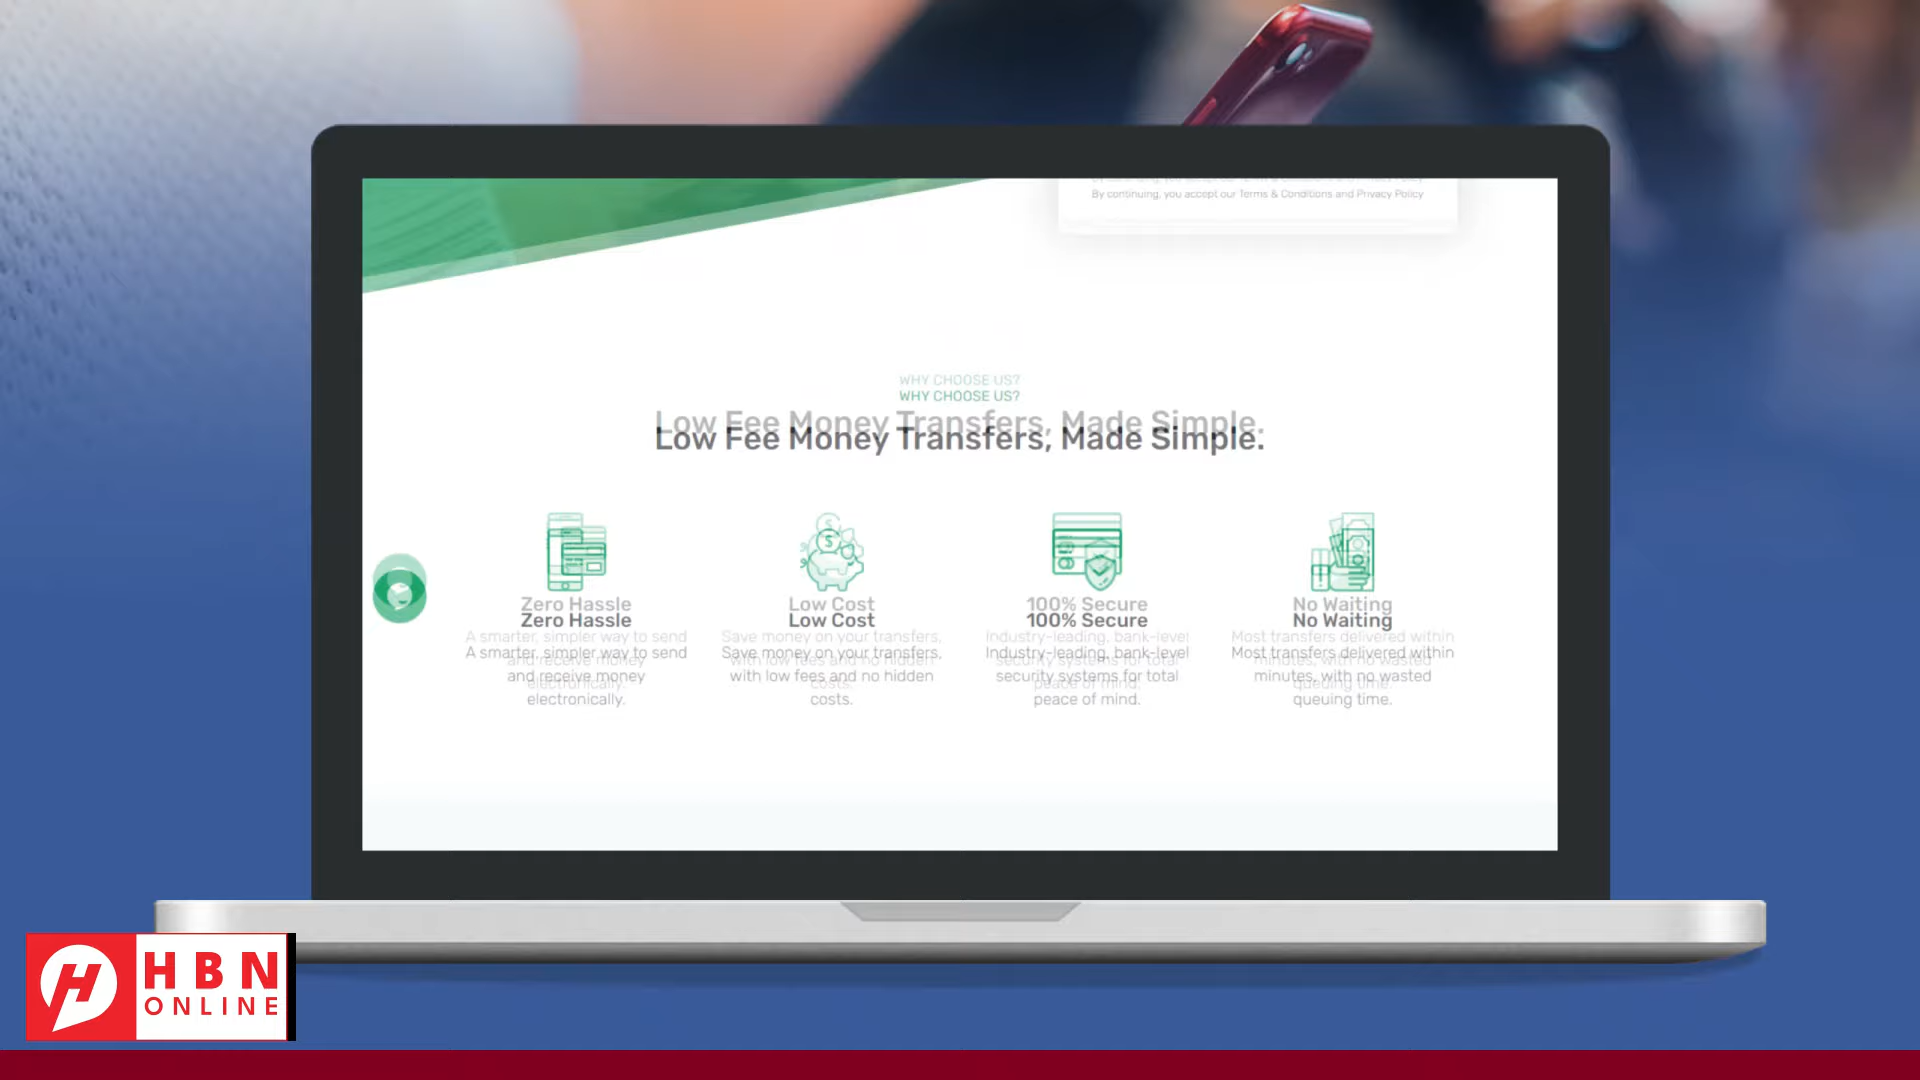 By continuing, you accept our Terms & Conditions and Privacy Policy
WHY CHOOSE US?
Low Fee Money Transfers, Made Simple.
Zero Hassle
A smarter, simpler way to send
and receive money
electronically.
Low Cost
Save money on your transfers,
with low fees and no hidden
costs.
100% Secure
Industry-leading, bank-level
security systems for total
peace of mind.
No Waiting
Most transfers delivered within
minutes, with no wasted
queuing time.
HBN
ONLINE